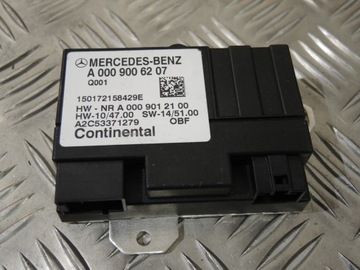 MERCEDES-BENZ
A 000 900 62 07
Q001
150172158429E
HW - NR A 000 901 21 00
HW-10/47.00 SW-14/51.00
A2C53371279 OBF
Continental